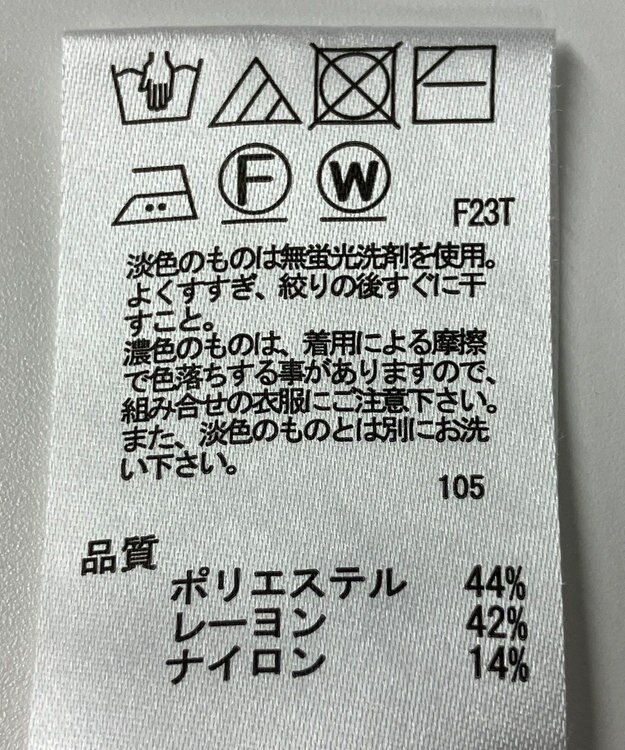 F W F23T
淡色のものは無蛍光洗剤を使用。
よくすすぎ、絞りの後すぐに干
すこと。
濃色のものは、着用による摩擦
で色落ちする事がありますので、
組み合せの衣服にご注意下さい。
また、淡色のものとは別にお洗
い下さい。
105
品質
ポリエステル 44%
レーヨン 42%
ナイロン 14%